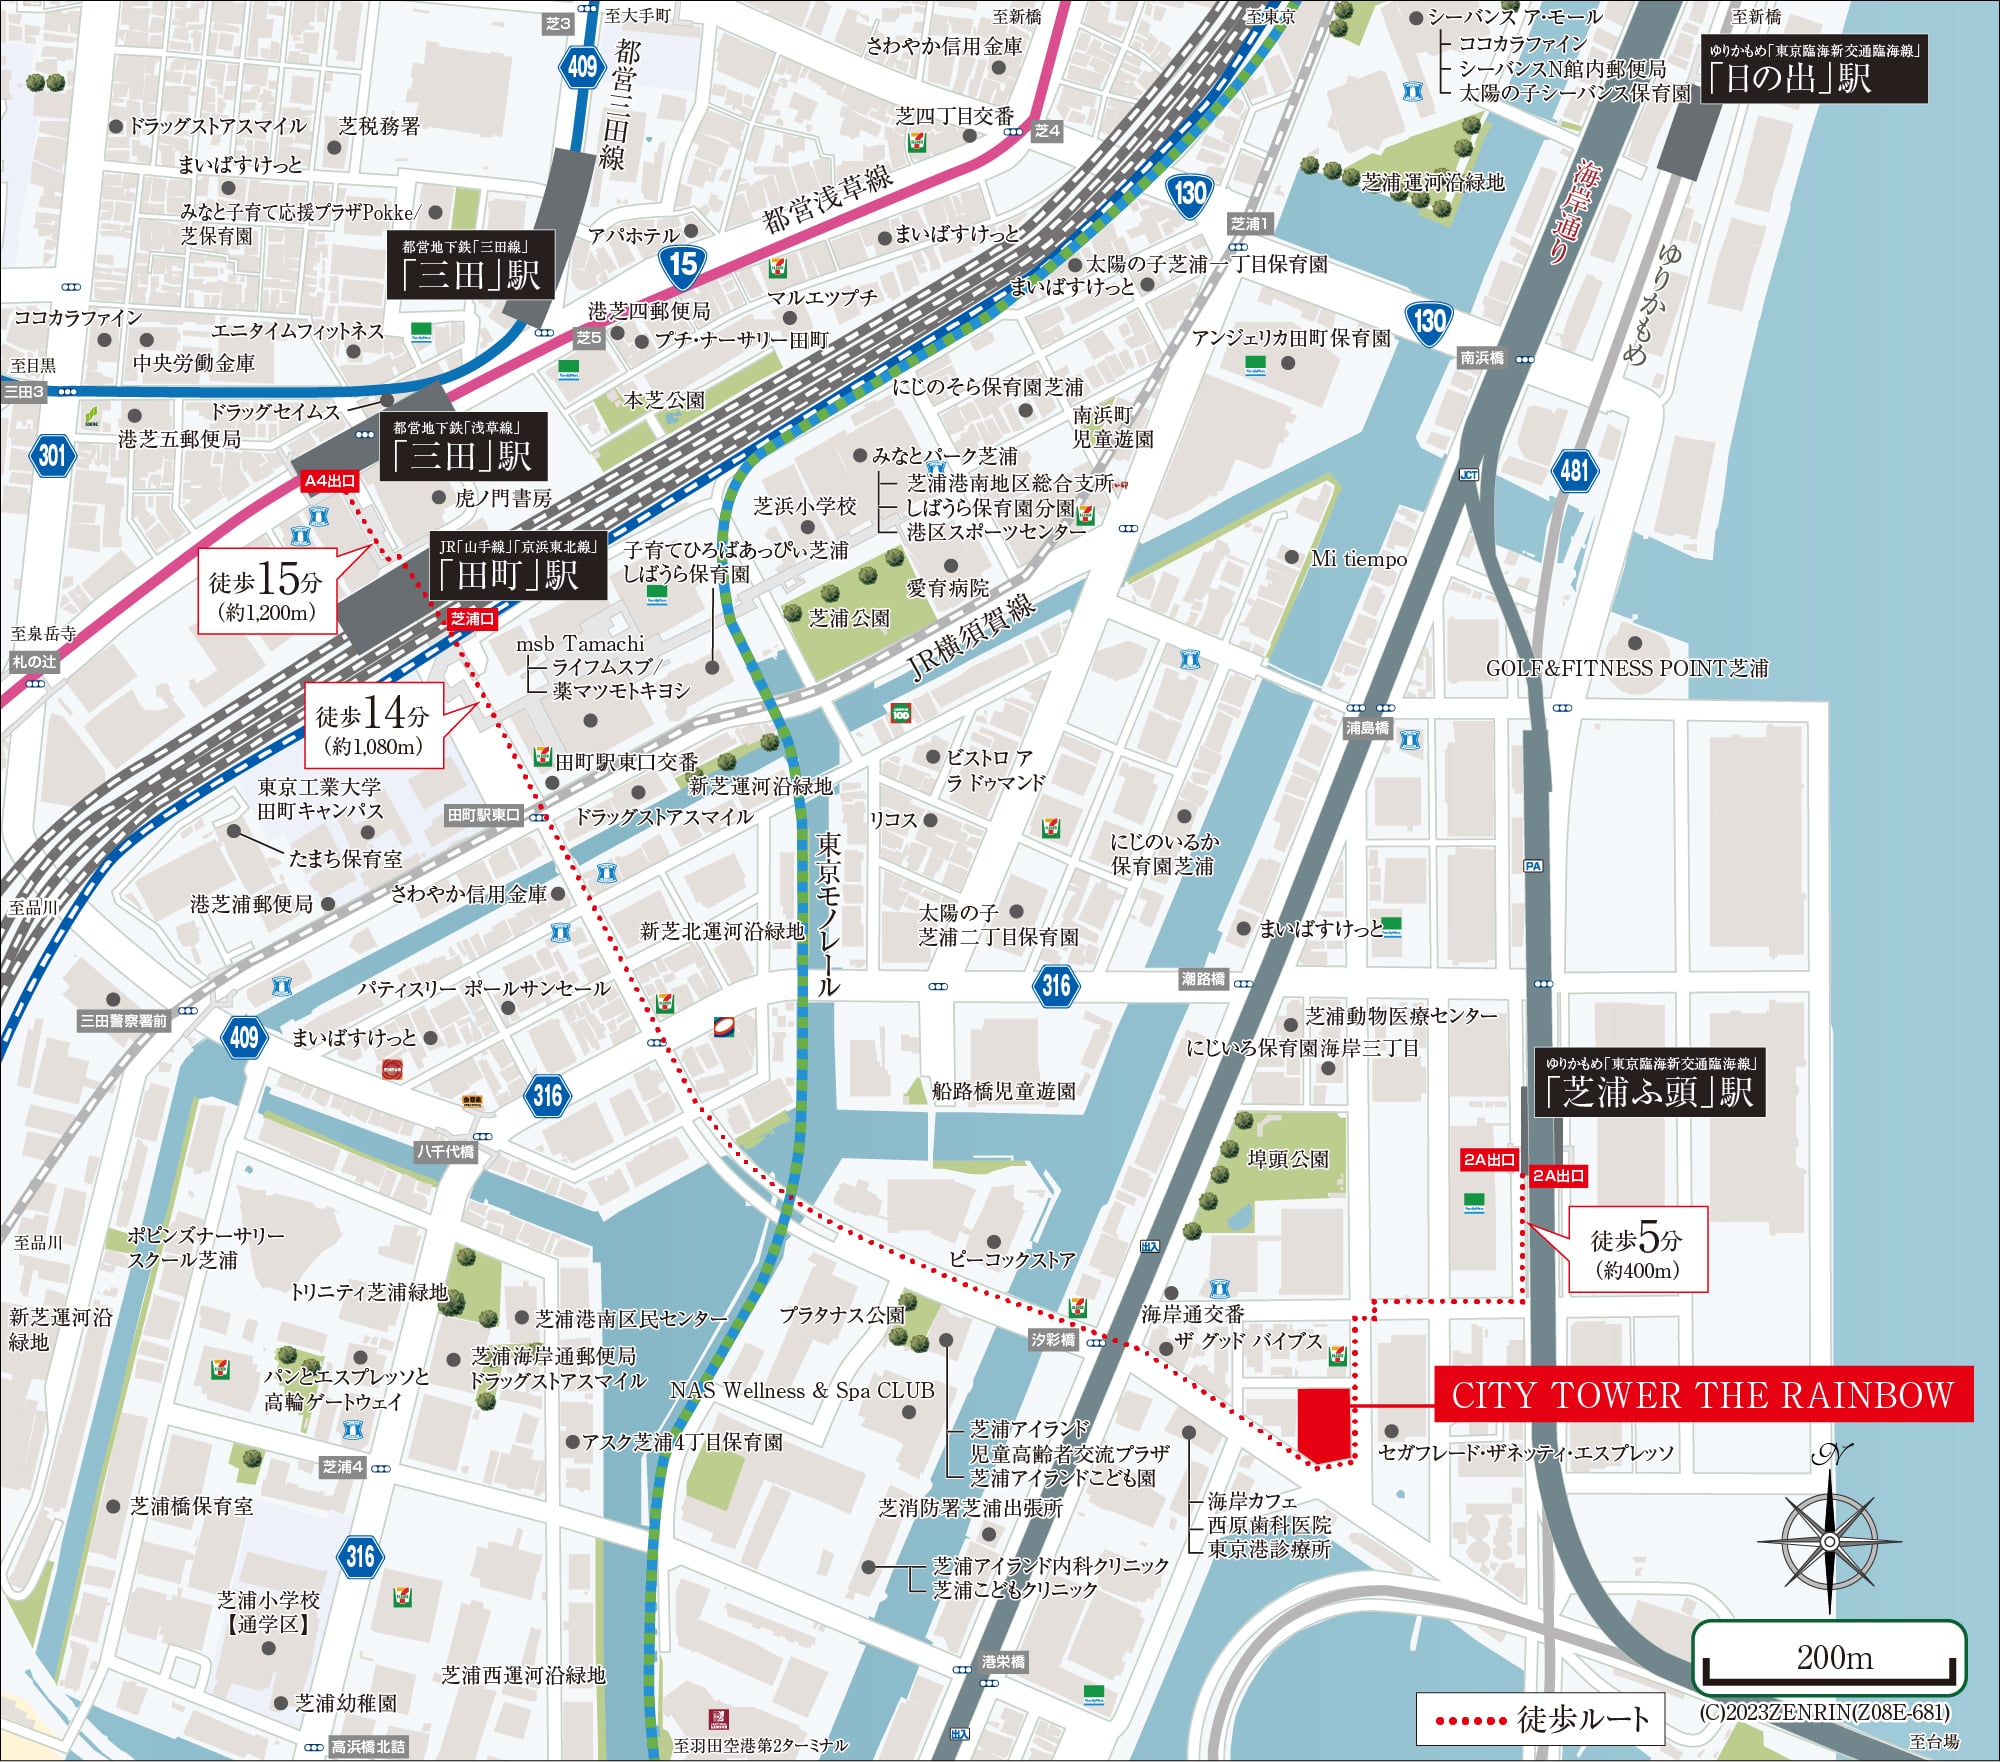 芝3
至大手町
至新橋
至東京
シーバンス ア・モール
ココカラファイン
シーバンスN館内郵便局
太陽の子シーバンス保育園
至新橋
ゆりかもめ「東京臨海新交通臨海線」
「日の出」駅
409
都営三田線
さわやか信用金庫
ドラッグストアスマイル
芝税務署
芝四丁目交番
芝4
まいばすけっと
みなと子育て応援プラザPokke/
芝保育園
都営浅草線
130
芝浦運河沿緑地
海岸通り
ゆりかもめ
芝浦1
都営地下鉄「三田線」
「三田」駅
アパホテル
15
まいばすけっと
太陽の子芝浦一丁目保育園
まいばすけっと
ココカラファイン
エニタイムフィットネス
中央労働金庫
港芝四郵便局
マルエツプチ
芝5
プチ・ナーサリー田町
アンジェリカ田町保育園
130
南浜橋
至目黒
三田3
ドラッグセイムス
本芝公園
にじのそら保育園芝浦
南浜町
児童遊園
港芝五郵便局
301
都営地下鉄「浅草線」
「三田」駅
A4出口
虎ノ門書房
みなとパーク芝浦
芝浦港南地区総合支所
しばうら保育園分園
港区スポーツセンター
芝浜小学校
JCT
481
JR「山手線」「京浜東北線」
「田町」駅
徒歩15分
(約1,200m)
子育てひろばあっぴぃ芝浦
しばうら保育園
愛育病院
芝浦公園
Mi tiempo
芝浦口
至泉岳寺
札の辻
msb Tamachi
ライフムスブ/
薬マツモトキヨシ
JR横須賀線
GOLF&FITNESS POINT芝浦
浦島橋
徒歩14分
(約1,080m)
田町駅東口交番
新芝運河沿緑地
ビストロ ア
ラ ドゥマンド
東京工業大学
田町キャンパス
田町駅東口
ドラッグストアスマイル
リコス
にじのいるか
保育園芝浦
たまち保育室
東京モノレール
PA
港芝浦郵便局
さわやか信用金庫
至品川
新芝北運河沿緑地
太陽の子
芝浦二丁目保育園
まいばすけっと
パティスリー ポールサンセール
316
潮路橋
三田警察署前
409
まいばすけっと
芝浦動物医療センター
にじいろ保育園海岸三丁目
316
船路橋児童遊園
ゆりかもめ「東京臨海新交通臨海線」
「芝浦ふ頭」駅
八千代橋
埠頭公園
2A出口
2A出口
至品川
ポピンズナーサリー
スクール芝浦
ピーコックストア
出入
徒歩5分
(約400m)
トリニティ芝浦緑地
新芝運河沿
緑地
芝浦港南区民センター
プラタナス公園
海岸通交番
汐彩橋
ザ グッド バイブス
芝浦海岸通郵便局
ドラッグストアスマイル
パンとエスプレッソと
高輪ゲートウェイ
NAS Wellness & Spa CLUB
CITY TOWER THE RAINBOW
芝浦アイランド
児童高齢者交流プラザ
芝浦アイランドこども園
アスク芝浦4丁目保育園
セガフレード・ザネッティ・エスプレッソ
N
芝浦4
芝浦橋保育室
芝消防署芝浦出張所
海岸カフェ
西原歯科医院
東京港診療所
316
芝浦アイランド内科クリニック
芝浦こどもクリニック
芝浦小学校
【通学区】
200m
芝浦西運河沿緑地
港栄橋
芝浦幼稚園
徒歩ルート
(C)2023ZENRIN(Z08E-681)
出入
高浜橋北詰
至羽田空港第2ターミナル
至台場